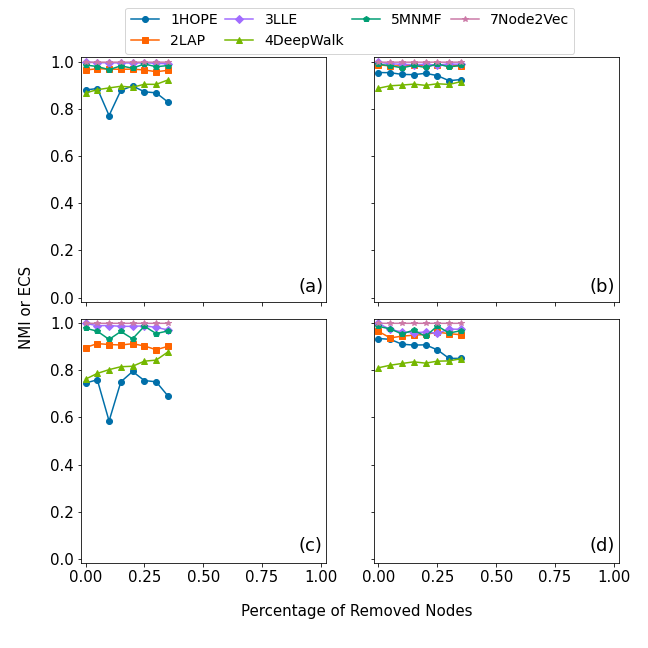 1HOPE 3LLE 5MNMF 7Node2Vec
2LAP 4DeepWalk
1.0
0.8
0.6
0.4
0.2
0.0
(a) (b)
NMI or ECS
1.0
0.8
0.6
0.4
0.2
0.0
(c) (d)
0.00 0.25 0.50 0.75 1.00 0.00 0.25 0.50 0.75 1.00
Percentage of Removed Nodes